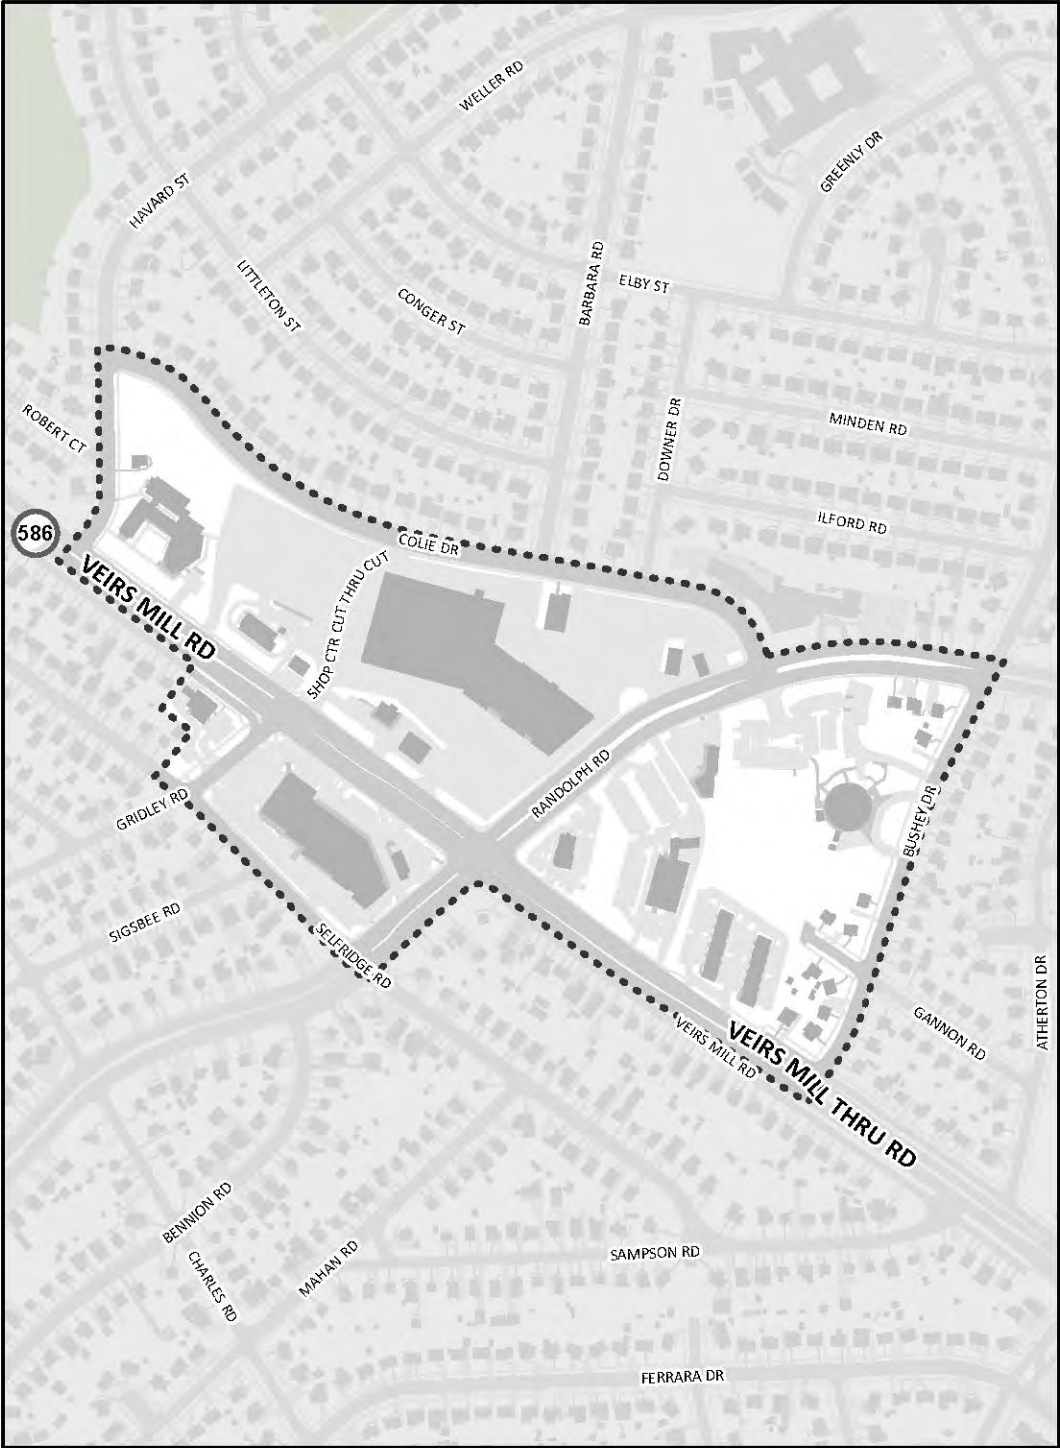 WELLER RD
GREENLY DR
HAVARD ST
LITTLETON ST
BARBARA RD
ELBY ST
CONGER ST
ROBERT CT
DOWNER DR
MINDEN RD
ILFORD RD
586
COLIE DR
VEIRS MILL RD
SHOP CTR CUT THRU CUT
RANDOLPH RD
GRIDLEY RD
BUSHEY DR
SIGSBEE RD
SELFRIDGE RD
ATHERTON DR
GANNON RD
VEIRS MILL RD
VEIRS MILL THRU RD
BENNION RD
CHARLES RD
MAHAN RD
SAMPSON RD
FERRARA DR